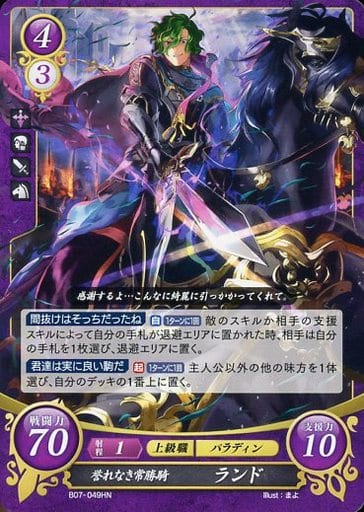 4
3
感謝するよ…こんなに綺麗に引っかかってくれて。
間抜けはそっちだったね 自 1ターンに1回 敵のスキルか相手の支援
スキルによって自分の手札が退避エリアに置かれた時、相手は自分
の手札を1枚選び、退避エリアに置く。
君達は実に良い駒だ 起 1ターンに1回 主人公以外の他の味方を1体
選び、自分のデッキの1番上に置く。
戦闘力
70
射程 1 上級職 パラディン
支援力
10
誉れなき常勝騎 ランド
B07-049HN
Illust：まよ